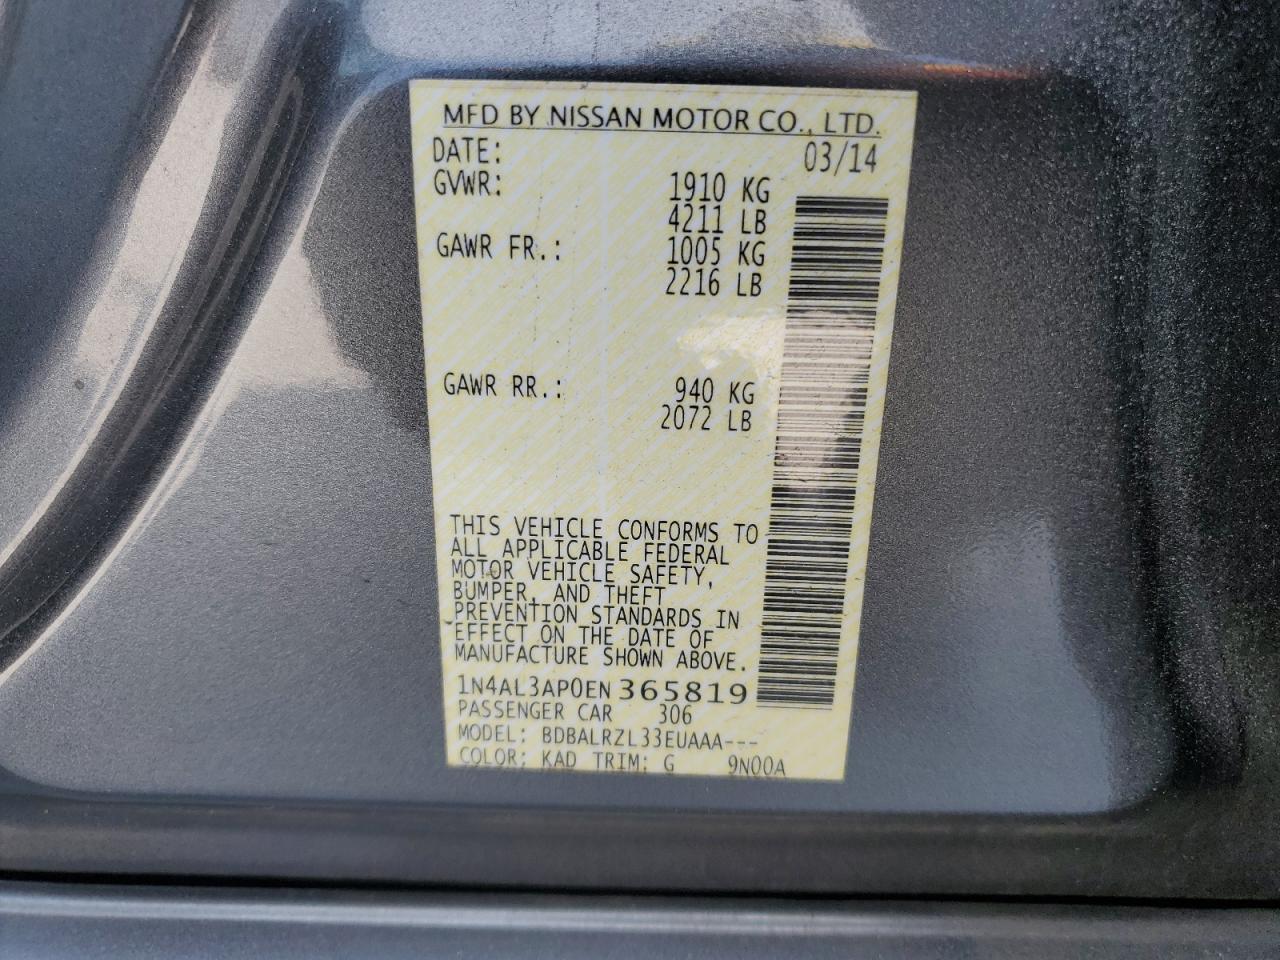 MFD BY NISSAN MOTOR CO., LTD.
DATE: 03/14
GVWR: 1910 KG
4211 LB
GAWR FR.: 1005 KG
2216 LB
GAWR RR.: 940 KG
2072 LB
THIS VEHICLE CONFORMS TO
ALL APPLICABLE FEDERAL
MOTOR VEHICLE SAFETY,
BUMPER, AND THEFT
PREVENTION STANDARDS IN
EFFECT ON THE DATE OF
MANUFACTURE SHOWN ABOVE.
1N4AL3AP0EN365819
PASSENGER CAR 306
MODEL: BDBALRZL33EUAAA---
COLOR: KAD TRIM: G 9N00A